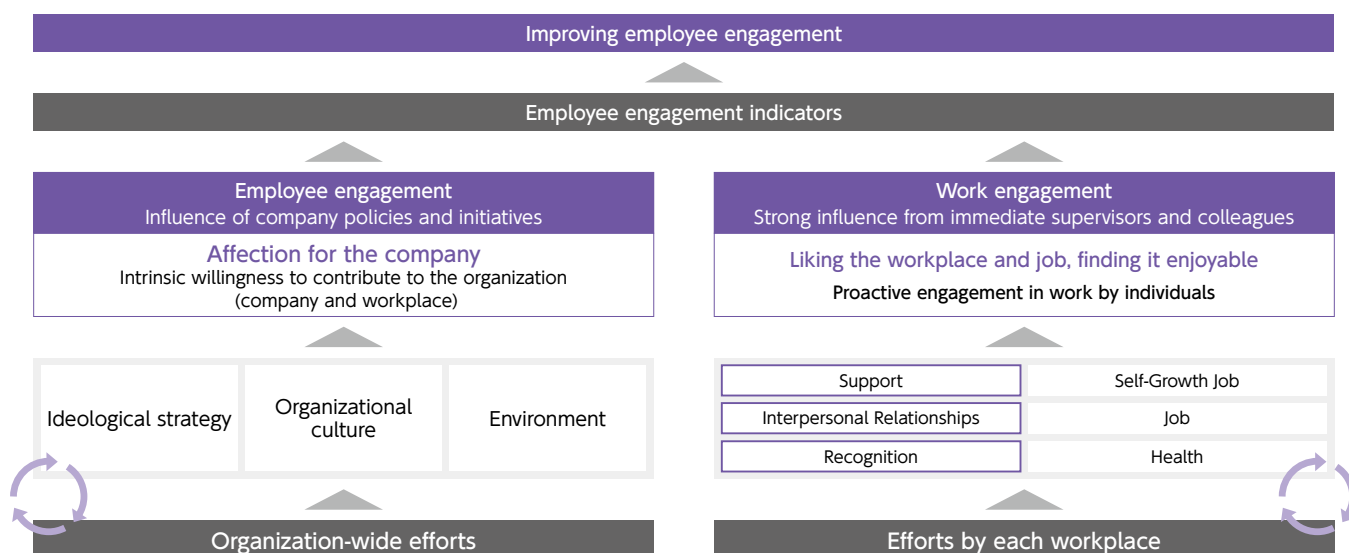 Improving employee engagement
Employee engagement indicators
Employee engagement
Influence of company policies and initiatives
Affection for the company
Intrinsic willingness to contribute to the organization
(company and workplace)
Work engagement
Strong influence from immediate supervisors and colleagues
Liking the workplace and job, finding it enjoyable
Proactive engagement in work by individuals
Ideological strategy
Organizational
culture
Environment
Support
Self-Growth Job
Interpersonal Relationships
Job
Recognition
Health
Organization-wide efforts
Efforts by each workplace